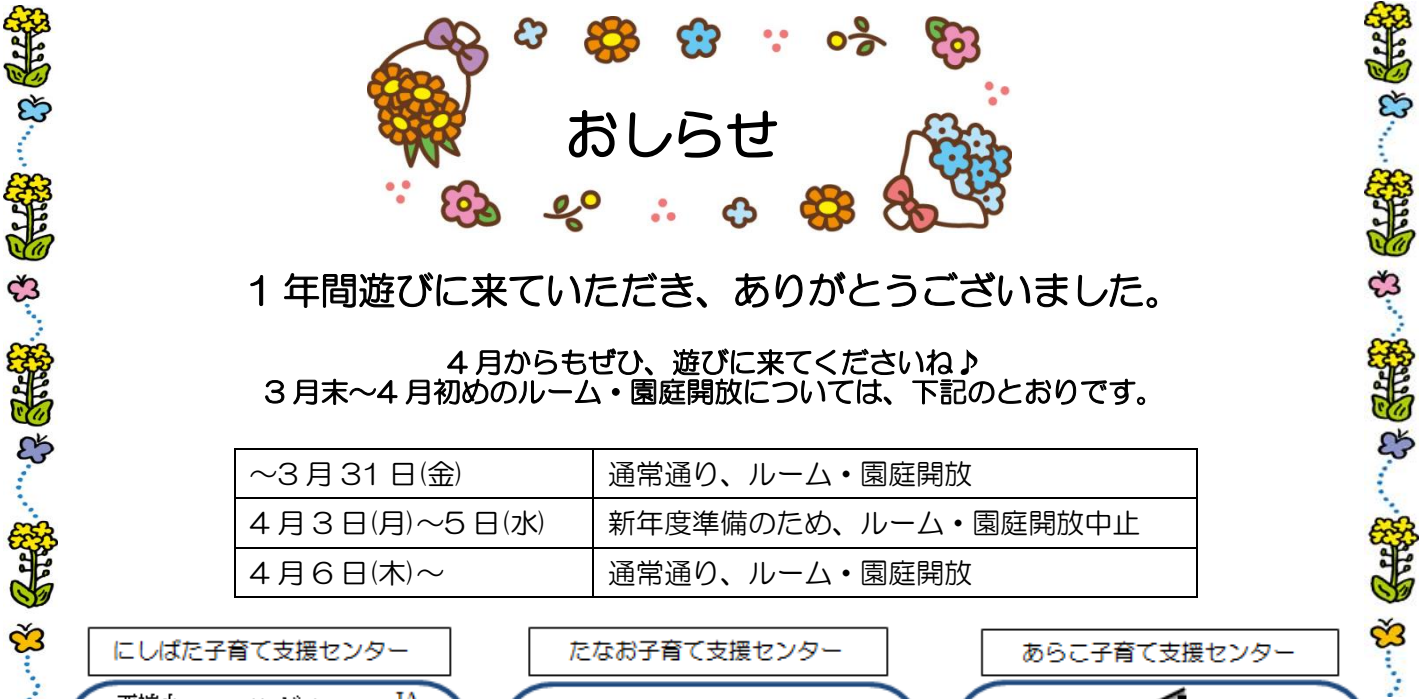 おしらせ
1年間遊びに来ていただき、ありがとうございました。
4月からもぜひ、遊びに来てくださいね♪
3月末～4月初めのルーム・園庭開放については、下記のとおりです。
～3月31日(金) 通常通り、ルーム・園庭開放
4月3日(月)～5日(水) 新年度準備のため、ルーム・園庭開放中止
4月6日(木)～ 通常通り、ルーム・園庭開放
にしばた子育て支援センター たなお子育て支援センター あらこ子育て支援センター
JA